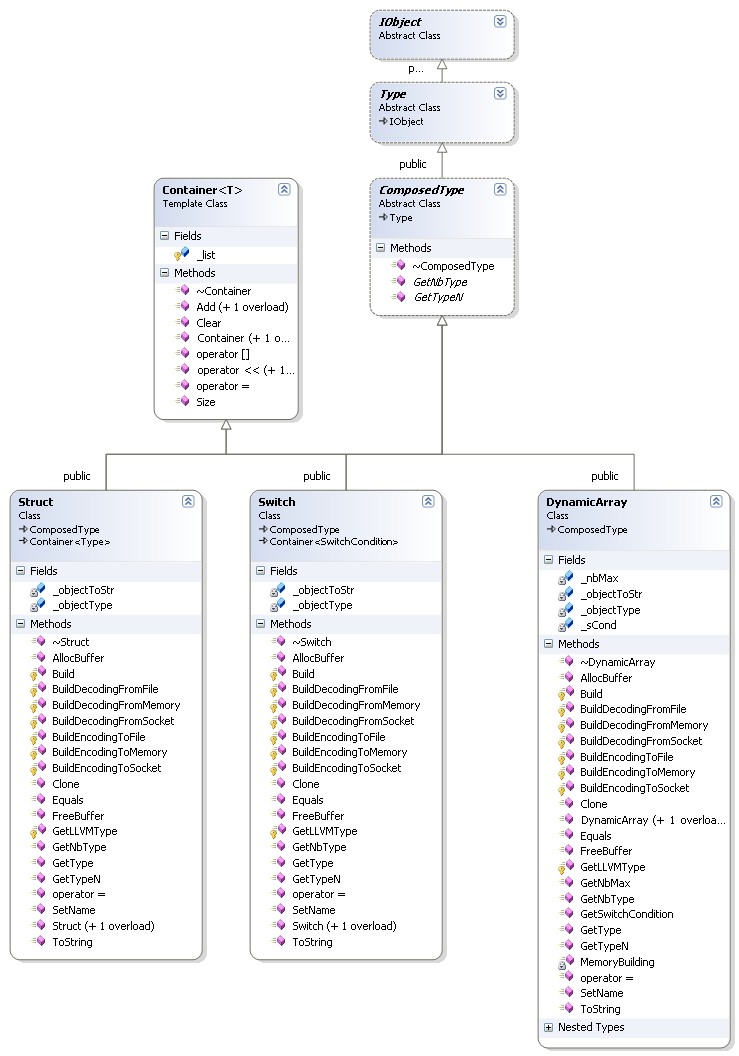 IObject
Abstract Class
p...
Type
Abstract Class
IObject
public
Container<T>
Template Class
Fields
_list
Methods
~Container
Add (+ 1 overload)
Clear
Container (+ 1 o...
operator []
operator << (+ 1...
operator =
Size
ComposedType
Abstract Class
Type
Methods
~ComposedType
GetNbType
GetTypeN
public
Struct
Class
ComposedType
Container<Type>
Fields
_objectToStr
_objectType
Methods
~Struct
AllocBuffer
Build
BuildDecodingFromFile
BuildDecodingFromMemory
BuildDecodingFromSocket
BuildEncodingToFile
BuildEncodingToMemory
BuildEncodingToSocket
Clone
Equals
FreeBuffer
GetLLVMType
GetNbType
GetType
GetTypeN
operator =
SetName
Struct (+ 1 overload)
ToString
public
Switch
Class
ComposedType
Container<SwitchCondition>
Fields
_objectToStr
_objectType
Methods
~Switch
AllocBuffer
Build
BuildDecodingFromFile
BuildDecodingFromMemory
BuildDecodingFromSocket
BuildEncodingToFile
BuildEncodingToMemory
BuildEncodingToSocket
Clone
Equals
FreeBuffer
GetLLVMType
GetNbType
GetType
GetTypeN
operator =
SetName
Switch (+ 1 overload)
ToString
public
DynamicArray
Class
ComposedType
Fields
_nbMax
_objectToStr
_objectType
_sCond
Methods
~DynamicArray
AllocBuffer
Build
BuildDecodingFromFile
BuildDecodingFromMemory
BuildDecodingFromSocket
BuildEncodingToFile
BuildEncodingToMemory
BuildEncodingToSocket
Clone
DynamicArray (+ 1 overloa...
Equals
FreeBuffer
GetLLVMType
GetNbMax
GetNbType
GetSwitchCondition
GetType
GetTypeN
MemoryBuilding
operator =
SetName
ToString
Nested Types